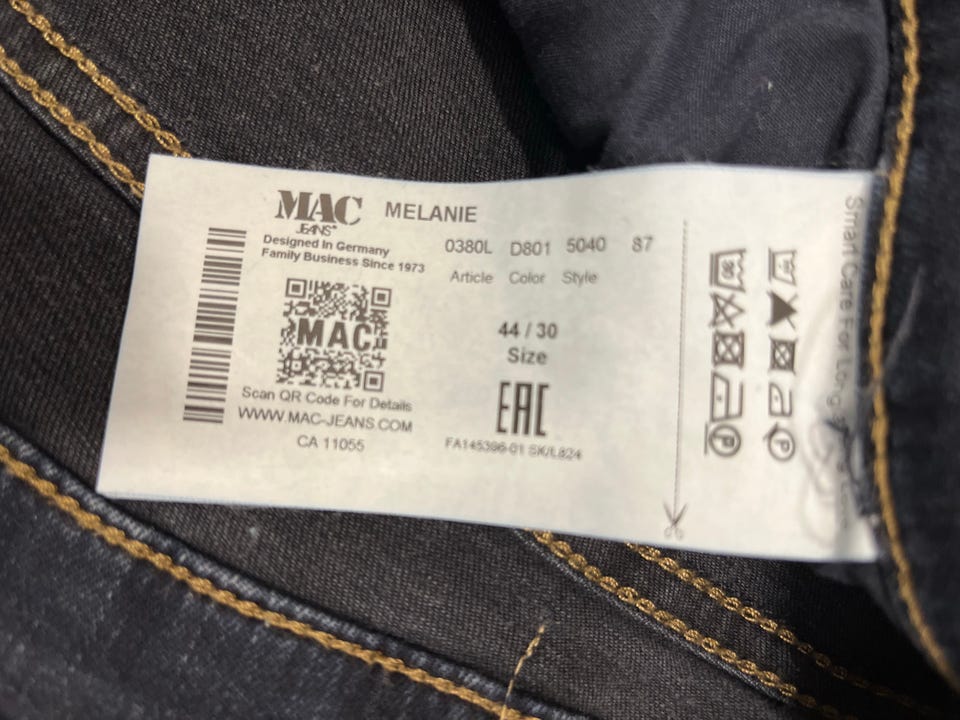 MAC MELANIE
JEANS
Designed In Germany
Family Business Since 1973
0380L D801 5040 87
Article Color Style
MAC
44 / 30
Size
EAC
Scan QR Code For Details
WWW.MAC-JEANS.COM
CA 11055
FA145396-01 SK/L824
Smart Care For
30
P
P